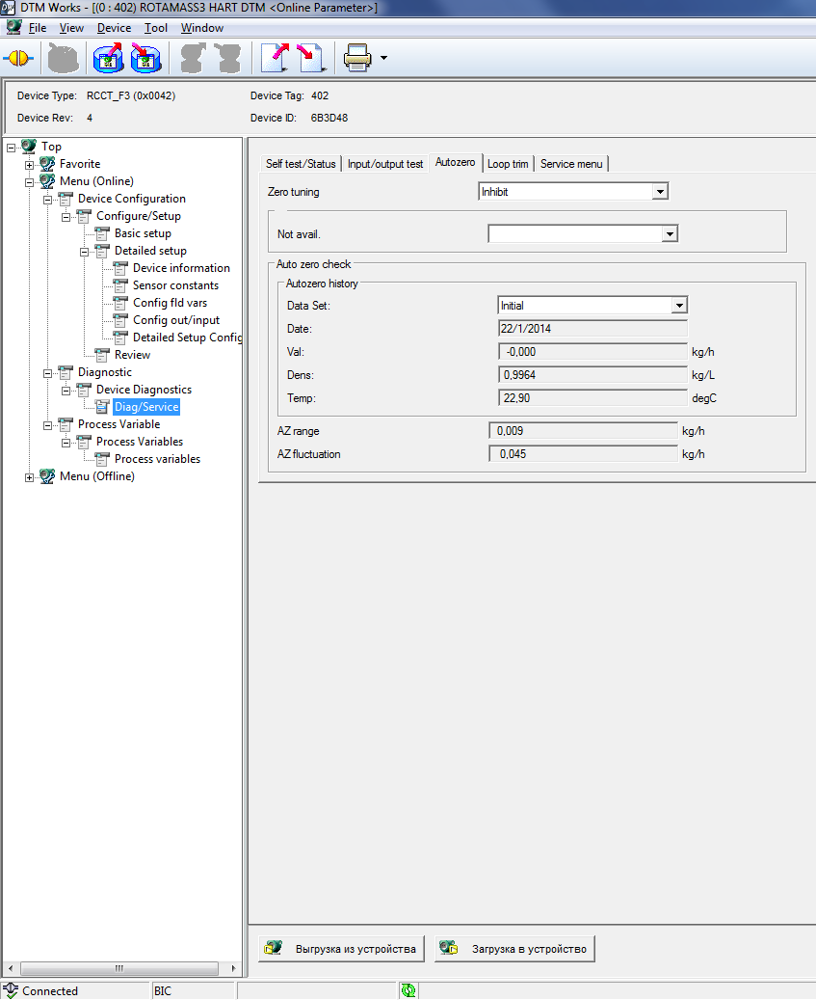 DTM Works - [(0 : 402) ROTAMASS3 HART DTM <Online Parameter>]
File View Device Tool Window
Device Type: RCCT_F3 (0x0042) Device Tag: 402
Device Rev: 4 Device ID: 6B3D48
Top
Favorite
Menu (Online)
Device Configuration
Configure/Setup
Basic setup
Detailed setup
Device information
Sensor constants
Config fld vars
Config out/input
Detailed Setup Config
Review
Diagnostic
Device Diagnostics
Diag/Service
Process Variable
Process Variables
Process variables
Menu (Offline)
Self test/Status Input/output test Autozero Loop trim Service menu
Zero tuning Inhibit
Not avail.
Auto zero check
Autozero history
Data Set: Initial
Date: 22/1/2014
Val: -0,000 kg/h
Dens: 0,9964 kg/L
Temp: 22,90 degC
AZ range 0,009 kg/h
AZ fluctuation 0,045 kg/h
Выгрузка из устройства Загрузка в устройство
Connected BIC